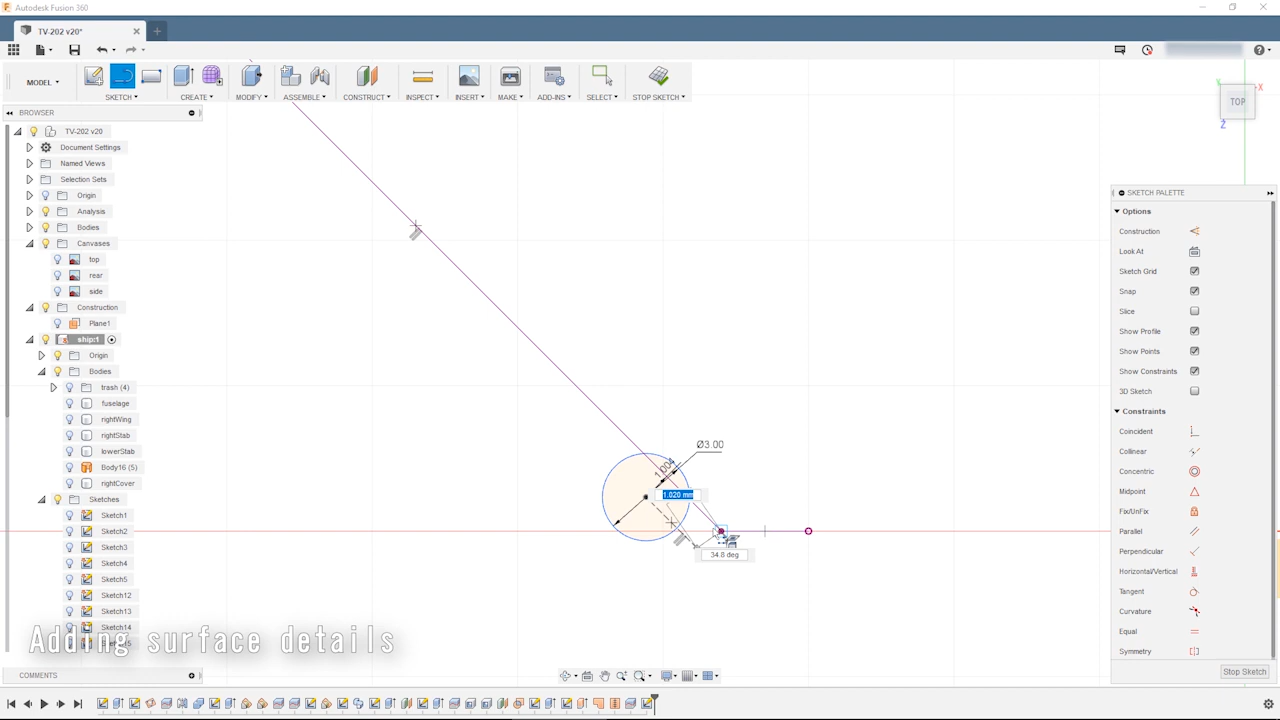 Autodesk Fusion 360
TV-202 v20*
MODEL
SKETCH
CREATE
MODIFY
ASSEMBLE
CONSTRUCT
INSPECT
INSERT
MAKE
ADD-INS
SELECT
STOP SKETCH
BROWSER
TV-202 v20
Document Settings
Named Views
Selection Sets
Origin
Analysis
Bodies
Canvases
top
rear
side
Construction
Plane1
ship:1
Origin
Bodies
trash (4)
fuselage
rightWing
rightStab
lowerStab
Body16 (5)
rightCover
Sketches
Sketch1
Sketch2
Sketch3
Sketch4
Sketch5
Sketch12
Sketch13
Sketch14
Adding surface details
COMMENTS
Ø3.00
1.004
1.020 mm
34.8 deg
Y
X
TOP
Z
SKETCH PALETTE
Options
Construction
Look At
Sketch Grid
Snap
Slice
Show Profile
Show Points
Show Constraints
3D Sketch
Constraints
Coincident
Collinear
Concentric
Midpoint
Fix/UnFix
Parallel
Perpendicular
Horizontal/Vertical
Tangent
Curvature
Equal
Symmetry
Stop Sketch